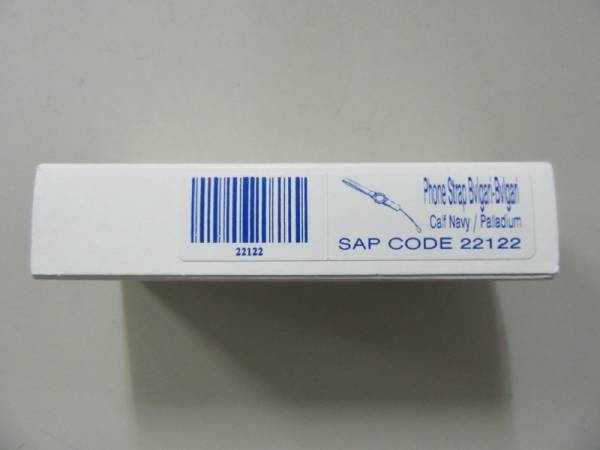 22122
Phone Strap Bvlgari-Bvlgari
Calf Navy / Palladium
SAP CODE 22122